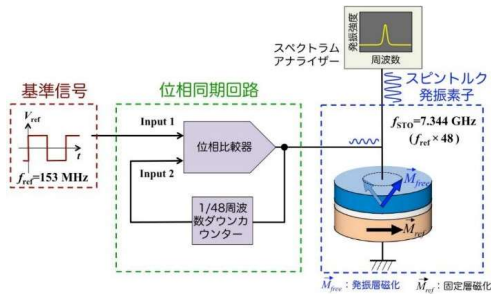 スペクトラム
アナライザー
発振強度
周波数
スピントルク
発振素子
基準信号
位相同期回路
V_ref
t
f_ref=153 MHz
Input 1
Input 2
位相比較器
1/48周波
数ダウンカ
ウンター
f_STO=7.344 GHz
(f_ref×48)
M_free
M_ref
M_free：発振層磁化 M_ref：固定層磁化